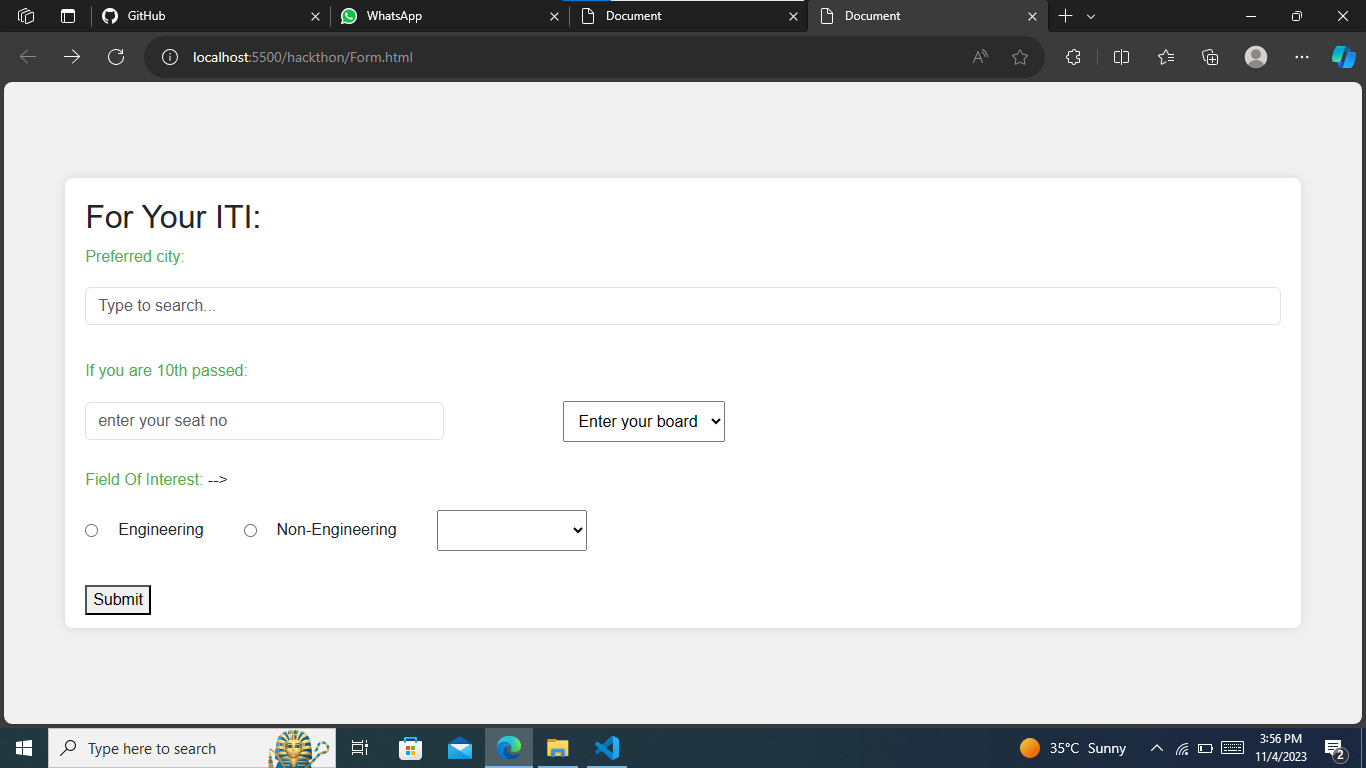 GitHub
WhatsApp
Document
Document
localhost:5500/hackthon/Form.html
For Your ITI:
Preferred city:
Type to search...
If you are 10th passed:
enter your seat no
Enter your board
Field Of Interest: -->
Engineering
Non-Engineering
Submit
Type here to search
35°C Sunny
3:56 PM
11/4/2023
2